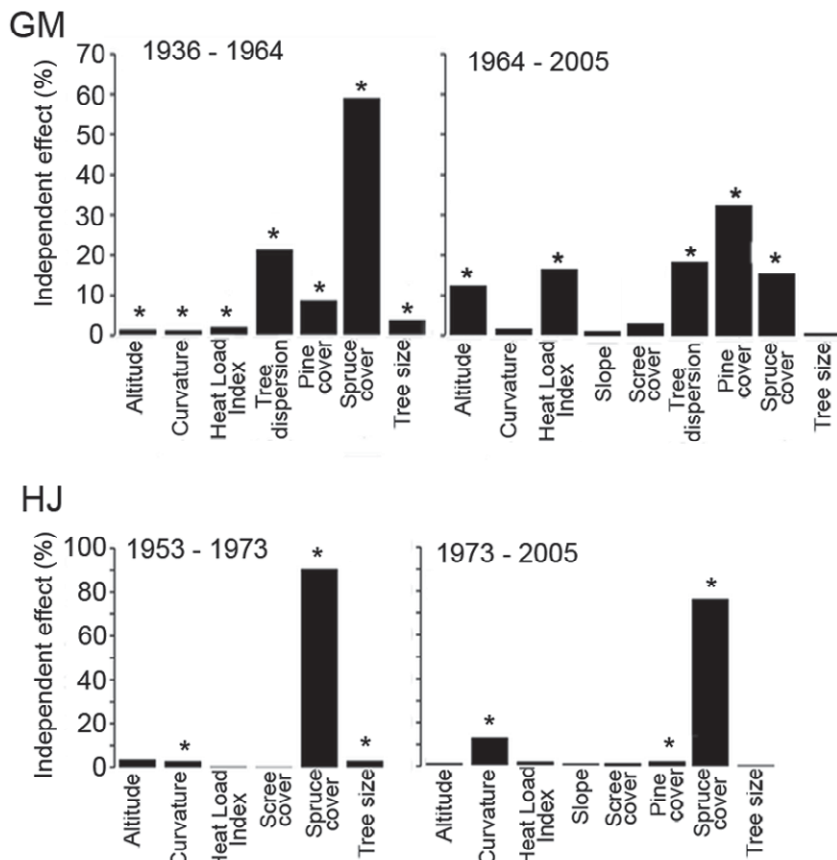 GM
1936 - 1964
1964 - 2005
Independent effect (%)
70
60
50
40
30
20
10
0
*
*
*
*
*
*
*
*
*
*
*
*
Altitude
Curvature
Heat Load
Index
Tree
dispersion
Pine
cover
Spruce
cover
Tree size
Altitude
Curvature
Heat Load
Index
Slope
Scree
cover
Tree
dispersion
Pine
cover
Spruce
cover
Tree size
HJ
1953 - 1973
1973 - 2005
Independent effect (%)
100
80
60
40
20
0
*
*
*
*
*
*
Altitude
Curvature
Heat Load
Index
Scree
cover
Spruce
cover
Tree size
Altitude
Curvature
Heat Load
Index
Slope
Scree
cover
Pine
cover
Spruce
cover
Tree size